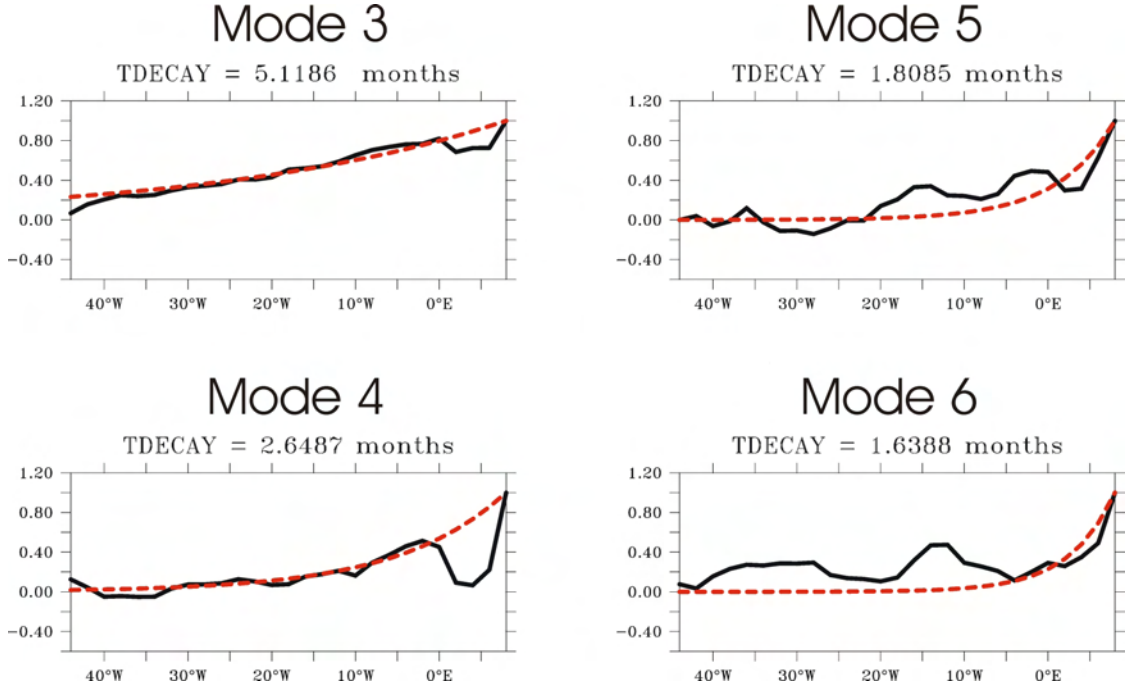 Mode 3
TDECAY = 5.1186 months
1.20
0.80
0.40
0.00
−0.40
40°W 30°W 20°W 10°W 0°E
Mode 5
TDECAY = 1.8085 months
1.20
0.80
0.40
0.00
−0.40
40°W 30°W 20°W 10°W 0°E
Mode 4
TDECAY = 2.6487 months
1.20
0.80
0.40
0.00
−0.40
40°W 30°W 20°W 10°W 0°E
Mode 6
TDECAY = 1.6388 months
1.20
0.80
0.40
0.00
−0.40
40°W 30°W 20°W 10°W 0°E